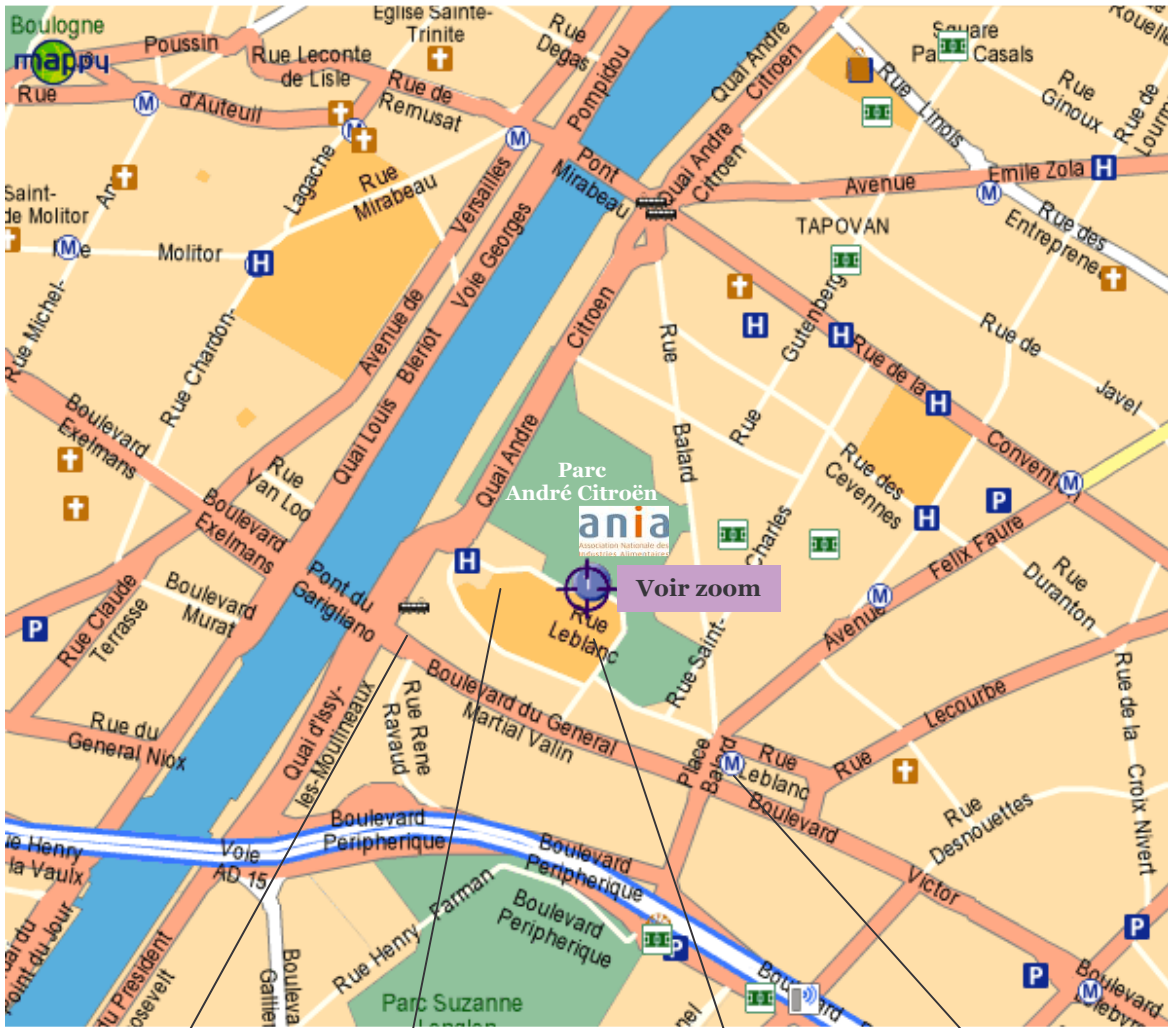 Boulogne
mappy
Rue
Poussin
d'Auteuil
Rue Leconte
de Lisle
Eglise Sainte-
Trinite
Rue
Degas
Rue de
Remusat
Pompidou
Quai Andre
Citroen
Square
Casals
Rue
Linois
Rue
Ginoux
Rue de
Rouelle
Pont
Mirabeau
Quai Andre
Citroen
Avenue
Emile Zola
Rue des
TAPOVAN
Saint-
de Molitor
Molitor
Lagache
Rue
Mirabeau
Versailles
Voie Georges
Avenue de
Bleriot
Quai Louis
Rue Michel-
Rue Chardon-
Boulevard
Exelmans
Rue
Van Loo
Boulevard
Exelmans
Citroen
Quai Andre
Rue
Balard
Rue
Gutenberg
Rue de la
Convention
Rue de
Javel
Rue des
Cevennes
Parc
André Citroën
ania
Association Nationale des
Industries Alimentaires
Voir zoom
Rue
Leblanc
Charles
Rue Saint-
Felix Faure
Avenue
Rue
Duranton
Pont du
Garigliano
Boulevard
Murat
Rue Claude
Terrasse
Rue du
General Niox
Quai d'Issy-
les-Moulineaux
Rue Rene
Ravaud
Boulevard du General
Martial Valin
Place
Balard
Rue
Leblanc
Rue
Lecourbe
Rue de la
Croix Nivert
Rue
Desnouettes
Boulevard
Victor
Boulevard
Peripherique
Boulevard
Peripherique
Voie
AD 15
Henry
la Vaulx
Point du Jour
du President
Rue Henry
Farman
Boulevard
Peripherique
Parc Suzanne
Boulevard